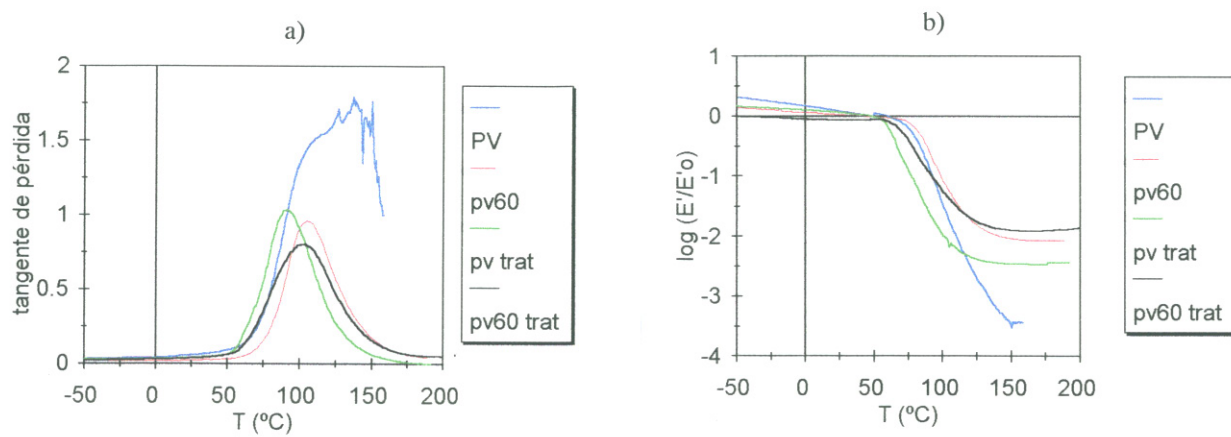 a)
tangente de pérdida
2
1.5
1
0.5
0
-50 0 50 100 150 200
T (ºC)
PV
pv60
pv trat
pv60 trat
b)
log (E'/E'o)
1
0
-1
-2
-3
-4
-50 0 50 100 150 200
T (ºC)
PV
pv60
pv trat
pv60 trat